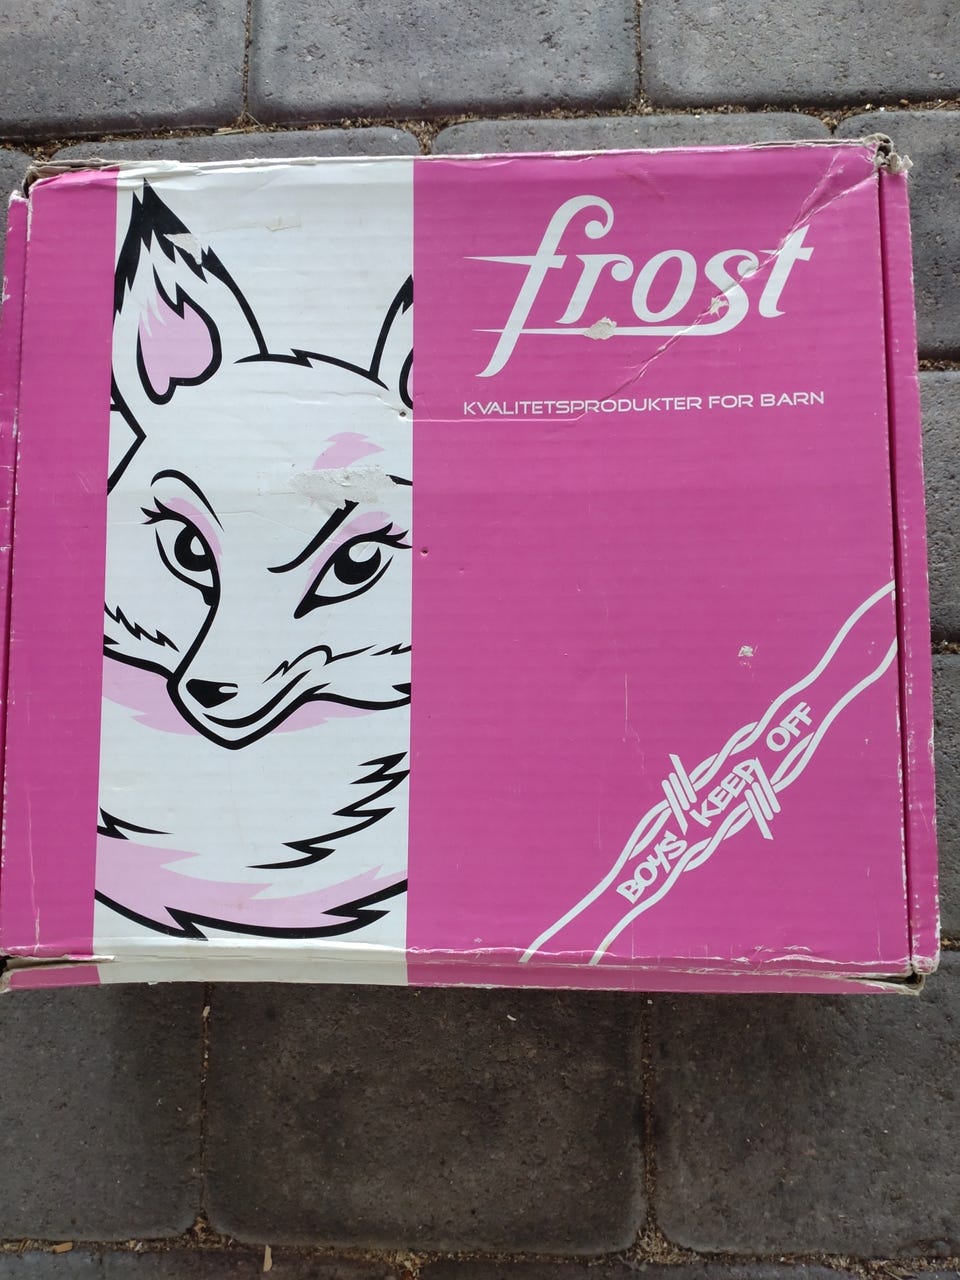 frost
KVALITETSPRODUKTER FOR BARN
BOYS KEEP OFF